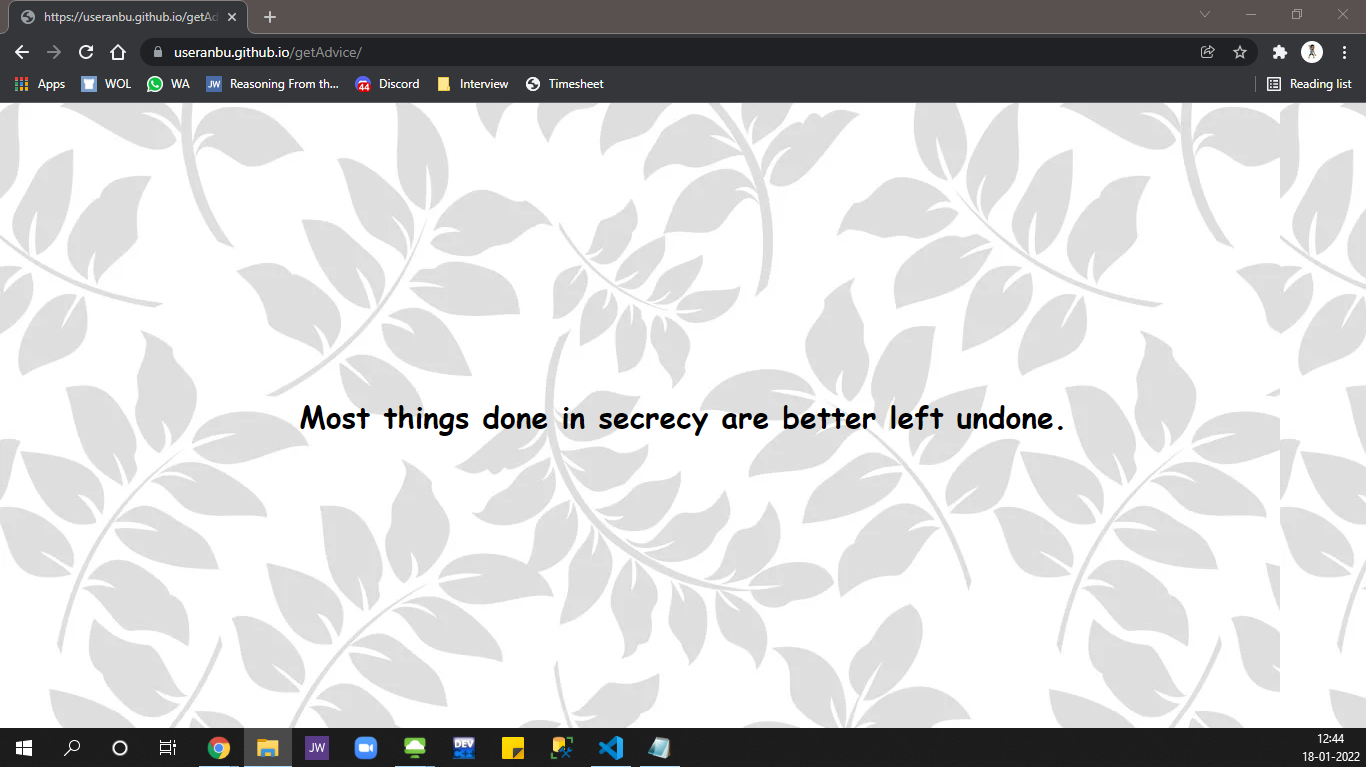 https://useranbu.github.io/getAd
useranbu.github.io/getAdvice/
Apps WOL WA JW Reasoning From th... 44 Discord Interview Timesheet Reading list
Most things done in secrecy are better left undone.
JW DEV C++ 12:44
18-01-2022